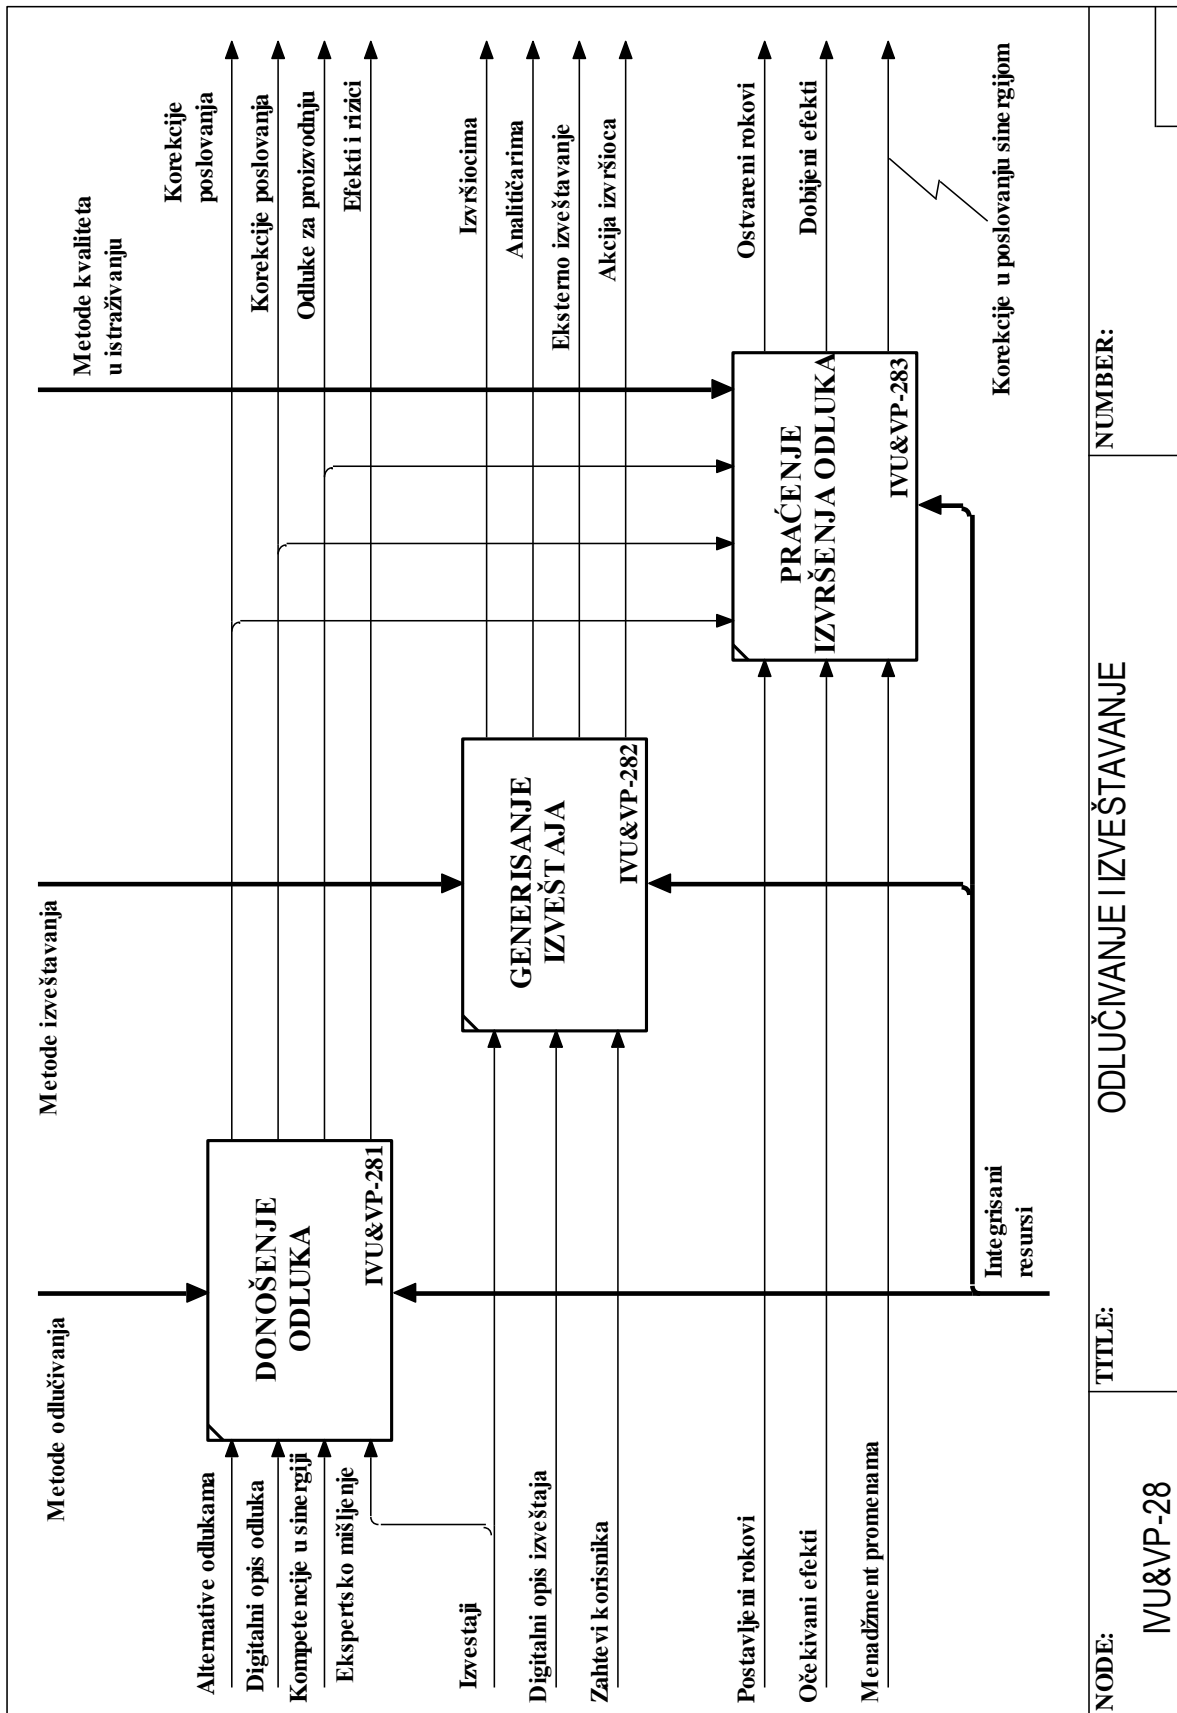 Metode odlučivanja
Metode izveštavanja
Metode kvaliteta
u istraživanju
Alternative odlukama
Digitalni opis odluka
Kompetencije u sinergiji
Ekspertsko mišljenje
DONOŠENJE
ODLUKA
IVU&VP-281
Korekcije
poslovanja
Korekcije poslovanja
Odluke za proizvodnju
Efekti i rizici
Izvestaji
Digitalni opis izveštaja
Zahtevi korisnika
GENERISANJE
IZVEŠTAJA
IVU&VP-282
Izvršiocima
Analitičarima
Eksterno izveštavanje
Akcija izvršioca
Postavljeni rokovi
Očekivani efekti
Menadžment promenama
PRAĆENJE
IZVRŠENJA ODLUKA
IVU&VP-283
Ostvareni rokovi
Dobijeni efekti
Korekcije u poslovanju sinergijom
Integrisani
resursi
NODE:
IVU&VP-28
TITLE:
ODLUČIVANJE I IZVEŠTAVANJE
NUMBER: